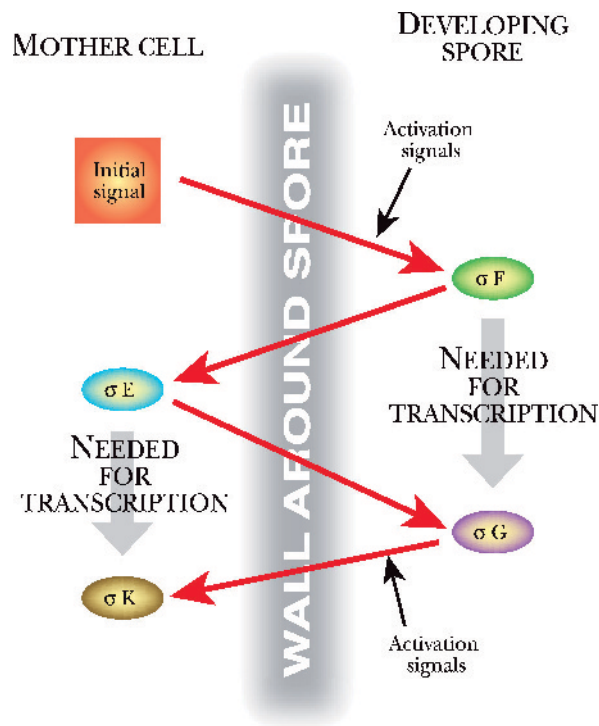 MOTHER CELL
DEVELOPING
SPORE
Activation
signals
Initial
signal
WALL AROUND SPORE
σ F
σ E
NEEDED
FOR
TRANSCRIPTION
NEEDED
FOR
TRANSCRIPTION
σ G
σ K
Activation
signals